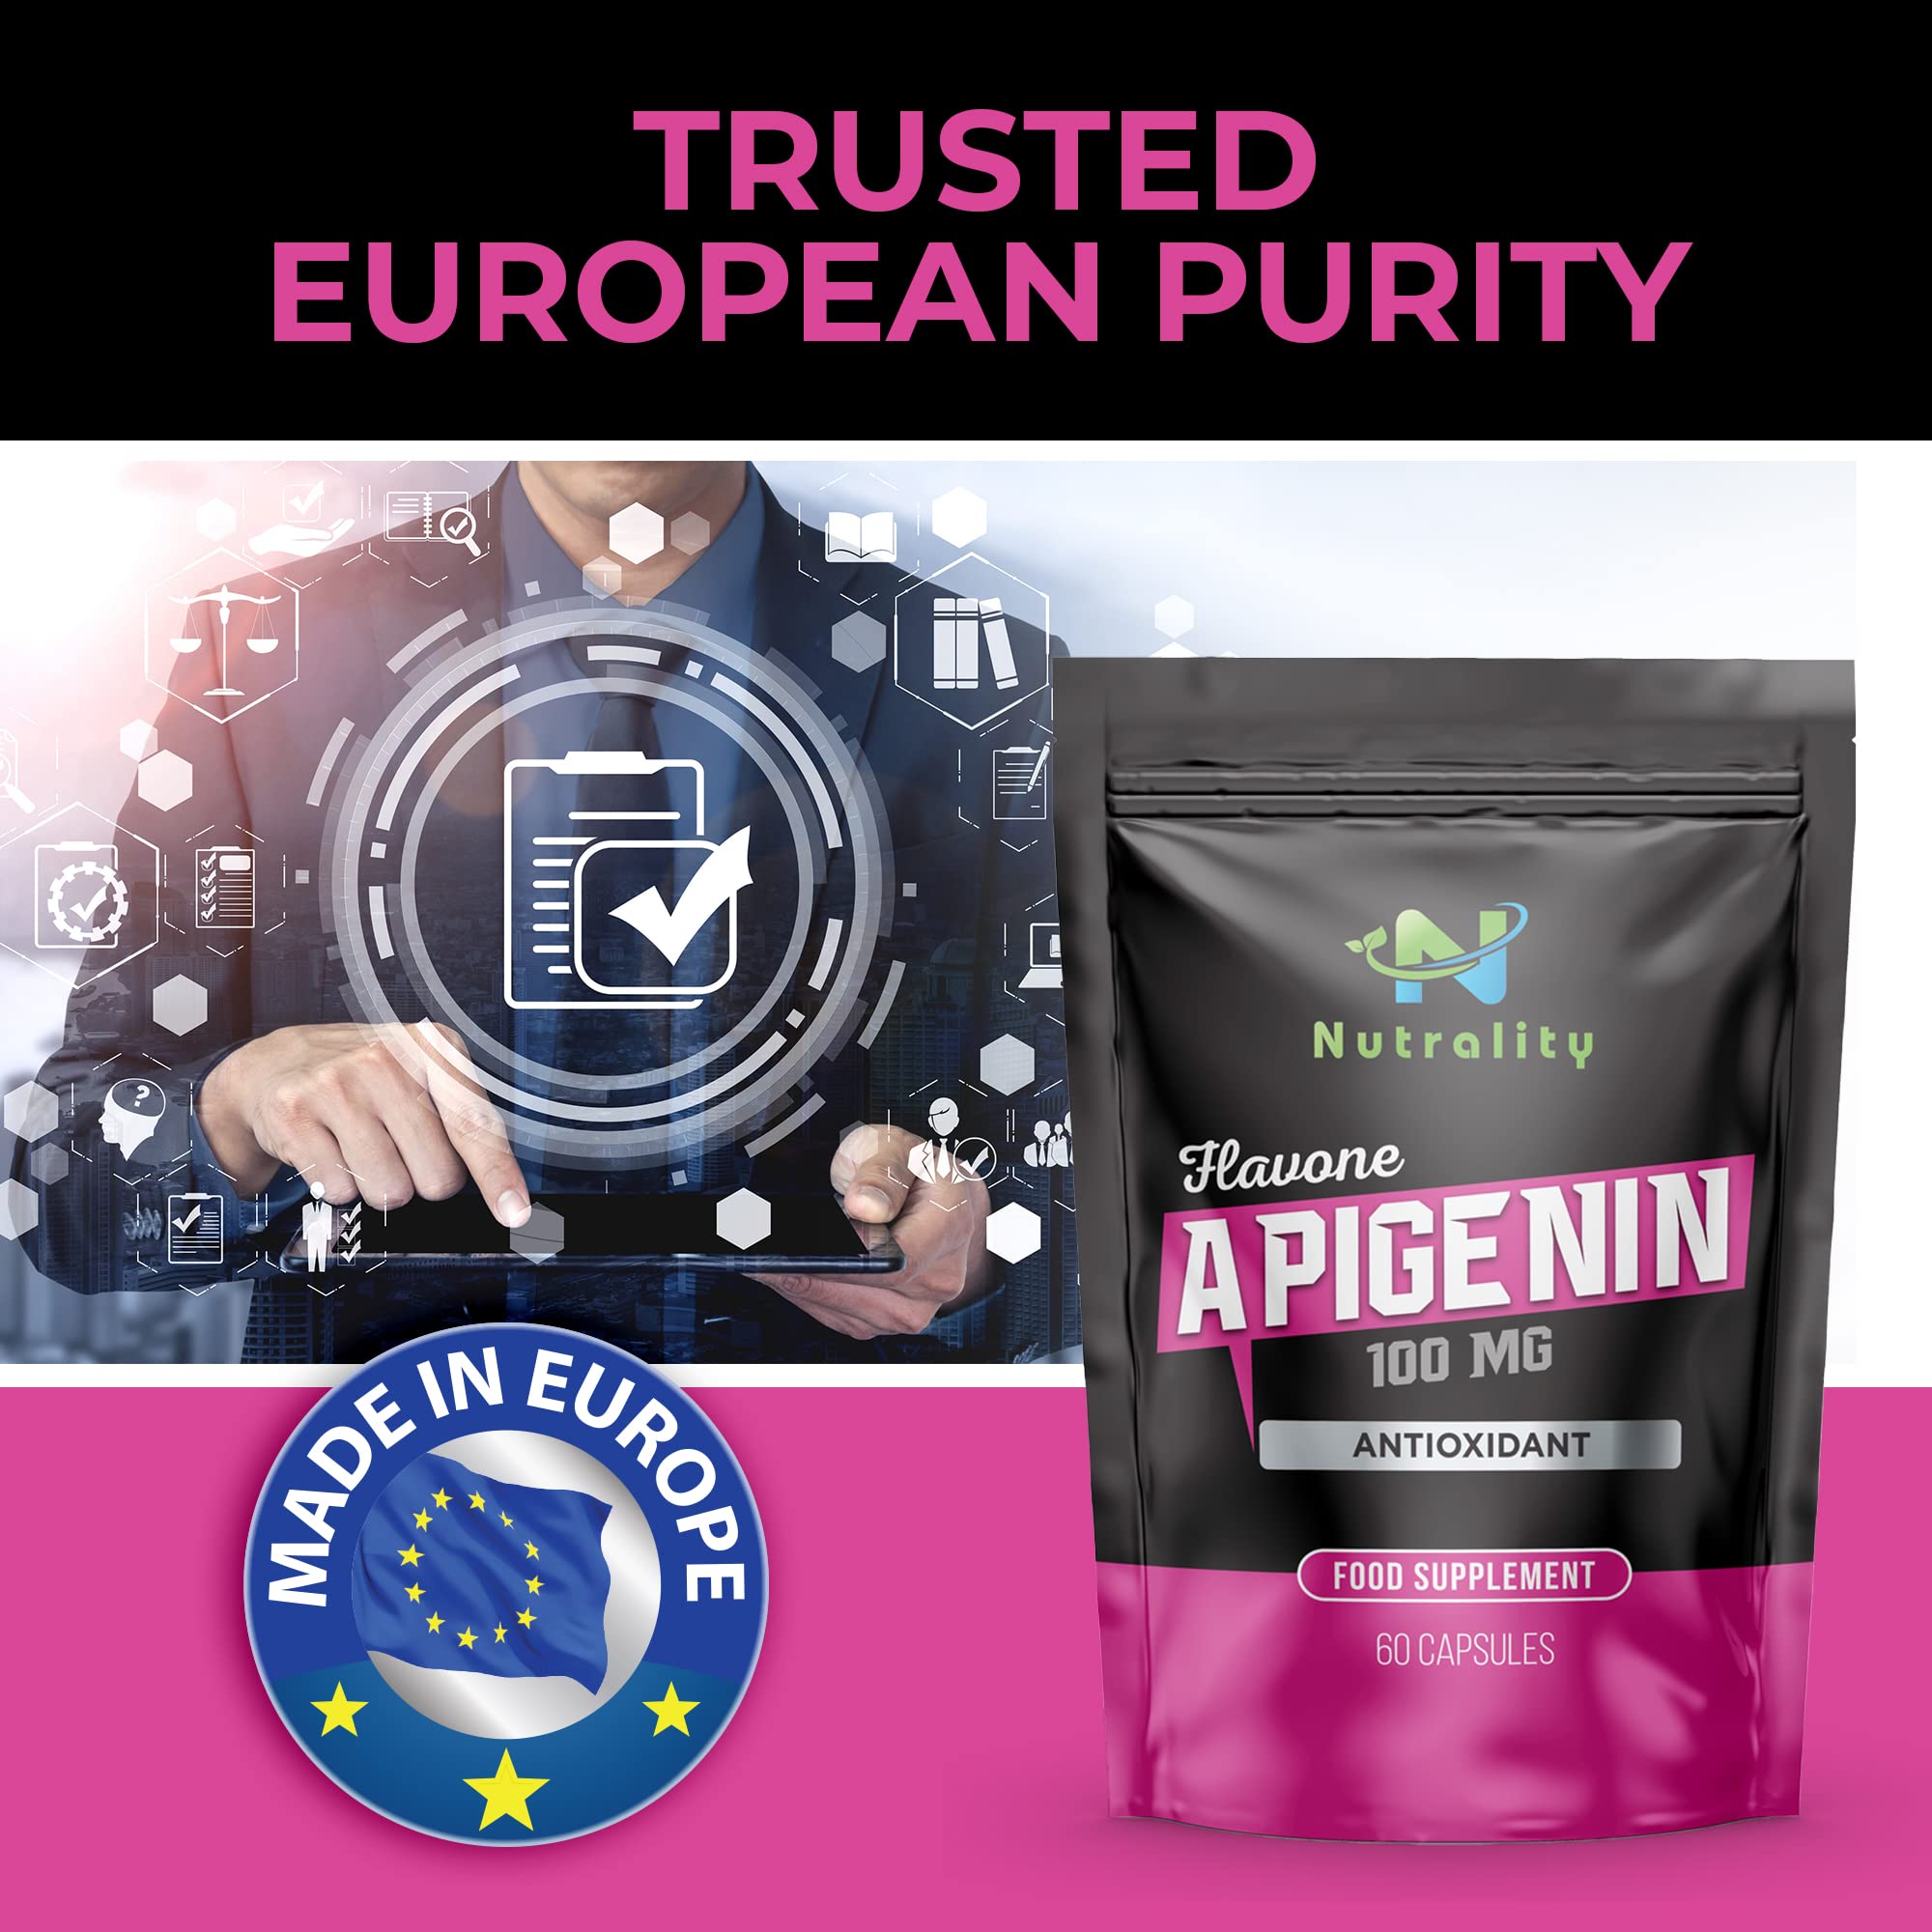 TRUSTED
EUROPEAN PURITY
Nutrality
Flavone
APIGENIN
100 MG
ANTIOXIDANT
FOOD SUPPLEMENT
60 CAPSULES
MADE IN EUROPE
?